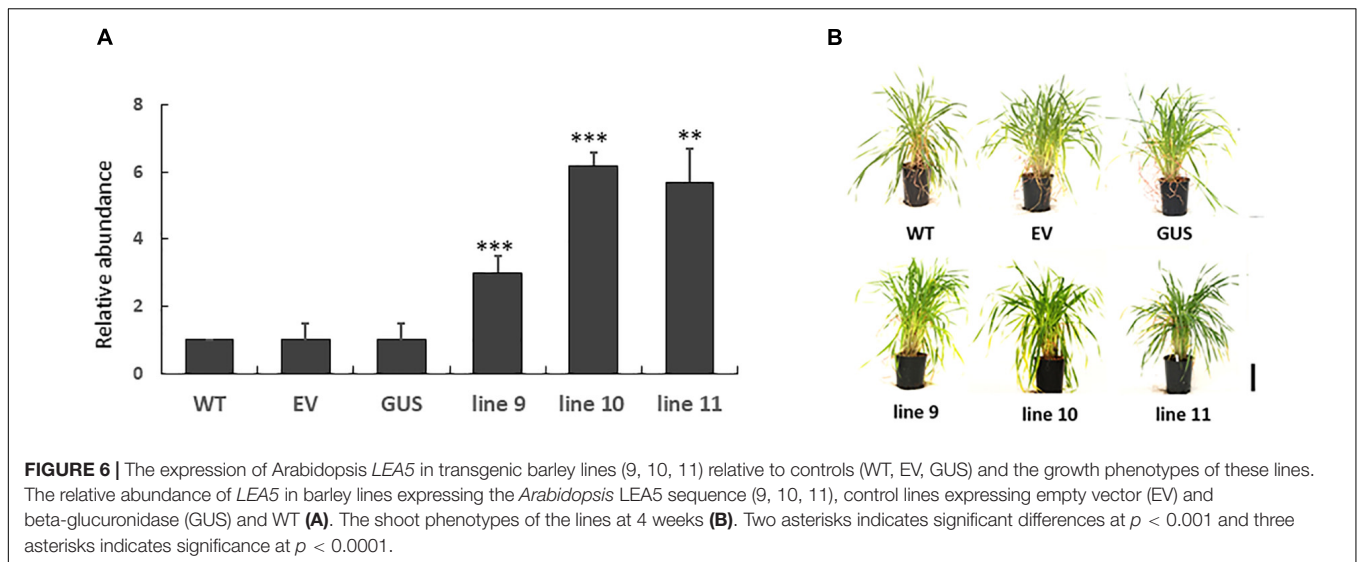 A
B
Relative abundance
8
6
4
2
0
***
***
**
WT
EV
GUS
line 9
line 10
line 11
WT
EV
GUS
line 9
line 10
line 11
FIGURE 6 | The expression of Arabidopsis LEA5 in transgenic barley lines (9, 10, 11) relative to controls (WT, EV, GUS) and the growth phenotypes of these lines.
The relative abundance of LEA5 in barley lines expressing the Arabidopsis LEA5 sequence (9, 10, 11), control lines expressing empty vector (EV) and
beta-glucuronidase (GUS) and WT (A). The shoot phenotypes of the lines at 4 weeks (B). Two asterisks indicates significant differences at p < 0.001 and three
asterisks indicates significance at p < 0.0001.